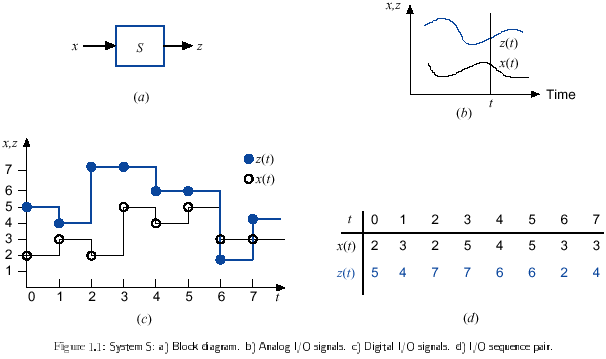 x S z
(a)
x,z
z(t)
x(t)
t
Time
(b)
x,z
7
6
5
4
3
2
1
0 1 2 3 4 5 6 7 t
z(t)
x(t)
(c)
t 0 1 2 3 4 5 6 7
x(t) 2 3 2 5 4 5 3 3
z(t) 5 4 7 7 6 6 2 4
(d)
Figure 1.1: System S: a) Block diagram. b) Analog I/O signals. c) Digital I/O signals. d) I/O sequence pair.